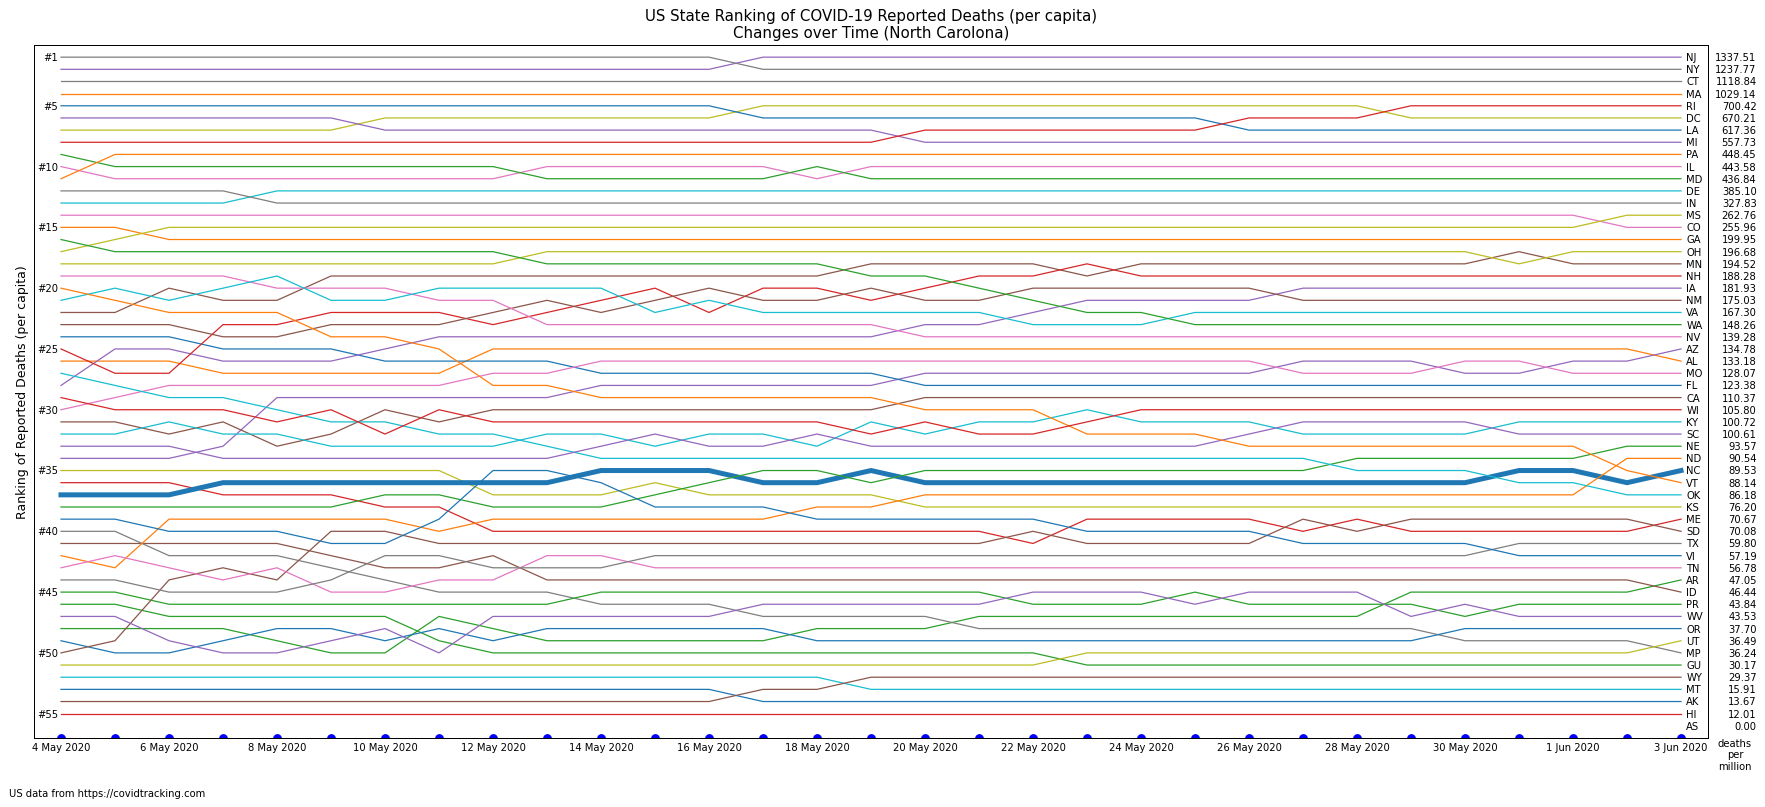 US State Ranking of COVID-19 Reported Deaths (per capita)
Changes over Time (North Carolona)
Ranking of Reported Deaths (per capita)
#1
#5
#10
#15
#20
#25
#30
#35
#40
#45
#50
#55
NJ 1337.51
NY 1237.77
CT 1118.84
MA 1029.14
RI 700.42
DC 670.21
LA 617.36
MI 557.73
PA 448.45
IL 443.58
MD 436.84
DE 385.10
IN 327.83
MS 262.76
CO 255.96
GA 199.95
OH 196.68
MN 194.52
NH 188.28
IA 181.93
NM 175.03
VA 167.30
WA 148.26
NV 139.28
AZ 134.78
AL 133.18
MO 128.07
FL 123.38
CA 110.37
WI 105.80
KY 100.72
SC 100.61
NE 93.57
ND 90.54
NC 89.53
VT 88.14
OK 86.18
KS 76.20
ME 70.67
SD 70.08
TX 59.80
VI 57.19
TN 56.78
AR 47.05
ID 46.44
PR 43.84
WV 43.53
OR 37.70
UT 36.49
MP 36.24
GU 30.17
WY 29.37
MT 15.91
AK 13.67
HI 12.01
AS 0.00
4 May 2020 6 May 2020 8 May 2020 10 May 2020 12 May 2020 14 May 2020 16 May 2020 18 May 2020 20 May 2020 22 May 2020 24 May 2020 26 May 2020 28 May 2020 30 May 2020 1 Jun 2020 3 Jun 2020
deaths
per
million
US data from https://covidtracking.com